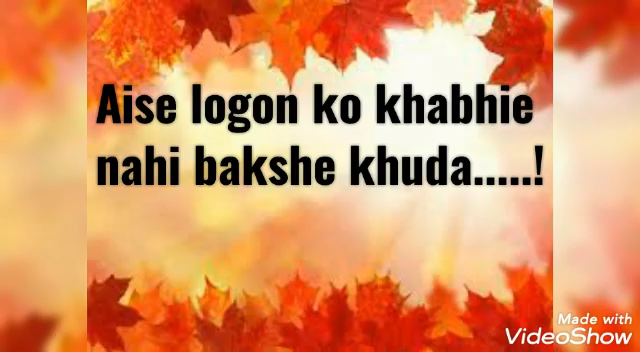 Aise logon ko khabhie
nahi bakshe khuda.....!
Made with
VideoShow